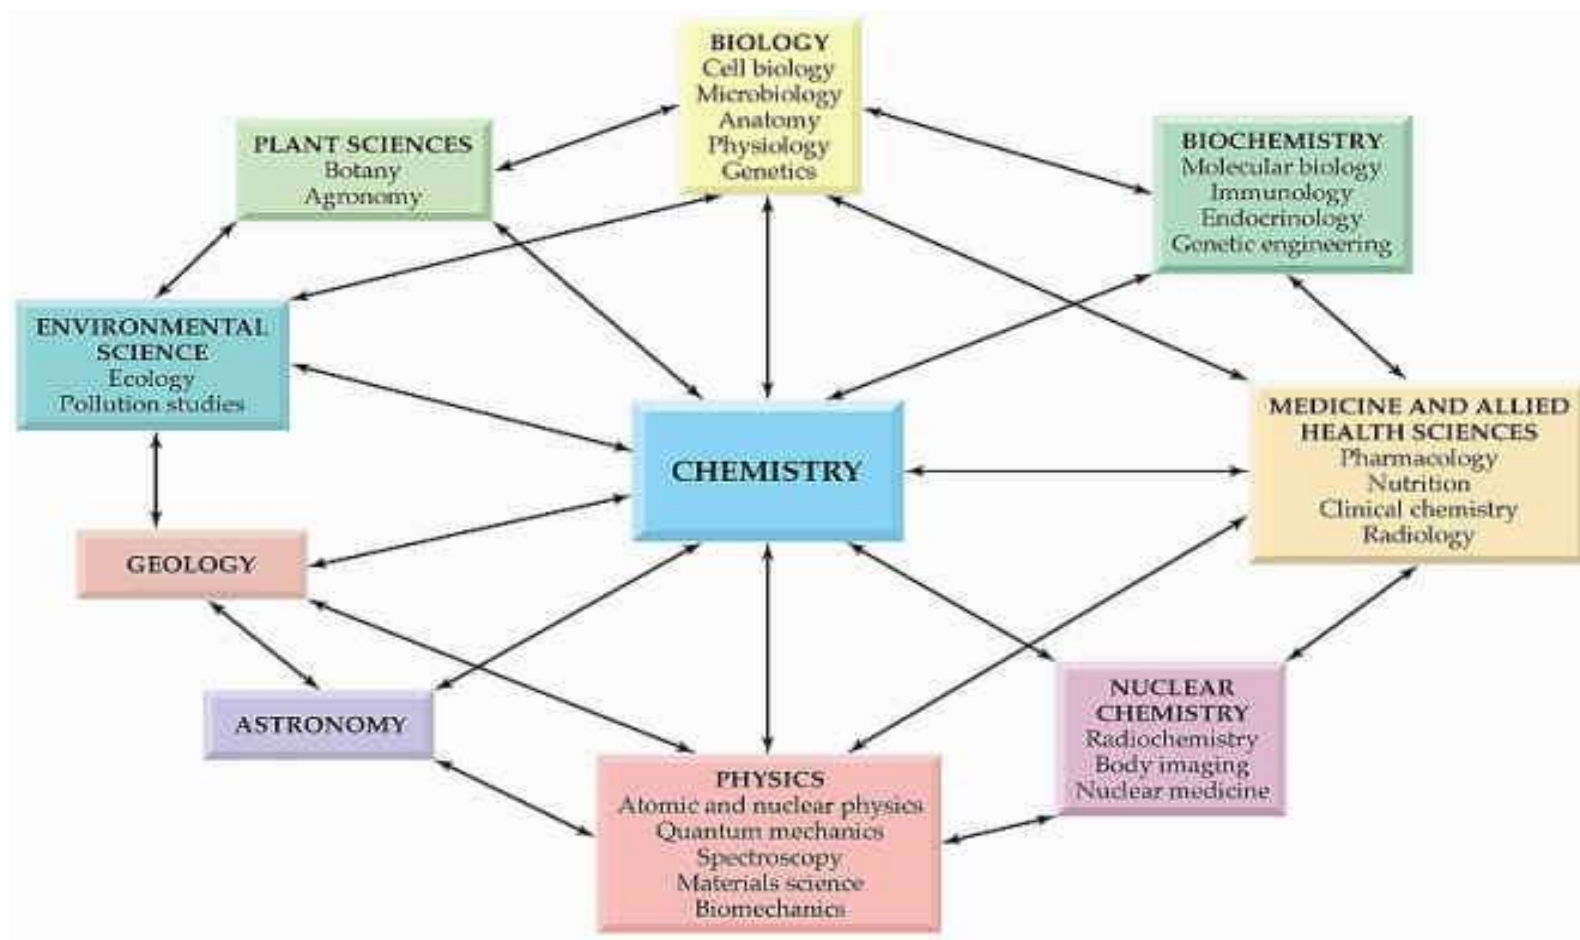 BIOLOGY
Cell biology
Microbiology
Anatomy
Physiology
Genetics
PLANT SCIENCES
Botany
Agronomy
BIOCHEMISTRY
Molecular biology
Immunology
Endocrinology
Genetic engineering
ENVIRONMENTAL
SCIENCE
Ecology
Pollution studies
CHEMISTRY
MEDICINE AND ALLIED
HEALTH SCIENCES
Pharmacology
Nutrition
Clinical chemistry
Radiology
GEOLOGY
ASTRONOMY
NUCLEAR
CHEMISTRY
Radiochemistry
Body imaging
Nuclear medicine
PHYSICS
Atomic and nuclear physics
Quantum mechanics
Spectroscopy
Materials science
Biomechanics